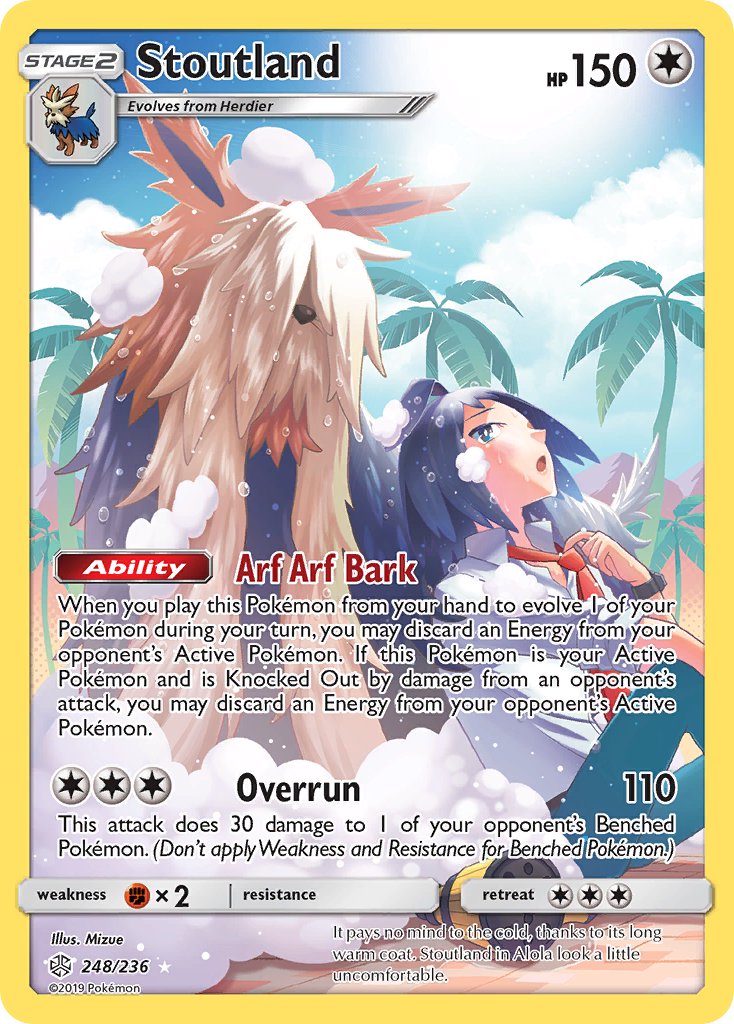 STAGE 2
Stoutland
HP 150
Evolves from Herdier
Ability Arf Arf Bark
When you play this Pokémon from your hand to evolve 1 of your
Pokémon during your turn, you may discard an Energy from your
opponent's Active Pokémon. If this Pokémon is your Active
Pokémon and is Knocked Out by damage from an opponent's
attack, you may discard an Energy from your opponent's Active
Pokémon.
Overrun 110
This attack does 30 damage to 1 of your opponent's Benched
Pokémon. (Don't apply Weakness and Resistance for Benched Pokémon.)
weakness × 2 resistance retreat
Illus. Mizue
248/236
©2019 Pokémon
It pays no mind to the cold, thanks to its long
warm coat. Stoutland in Alola look a little
uncomfortable.